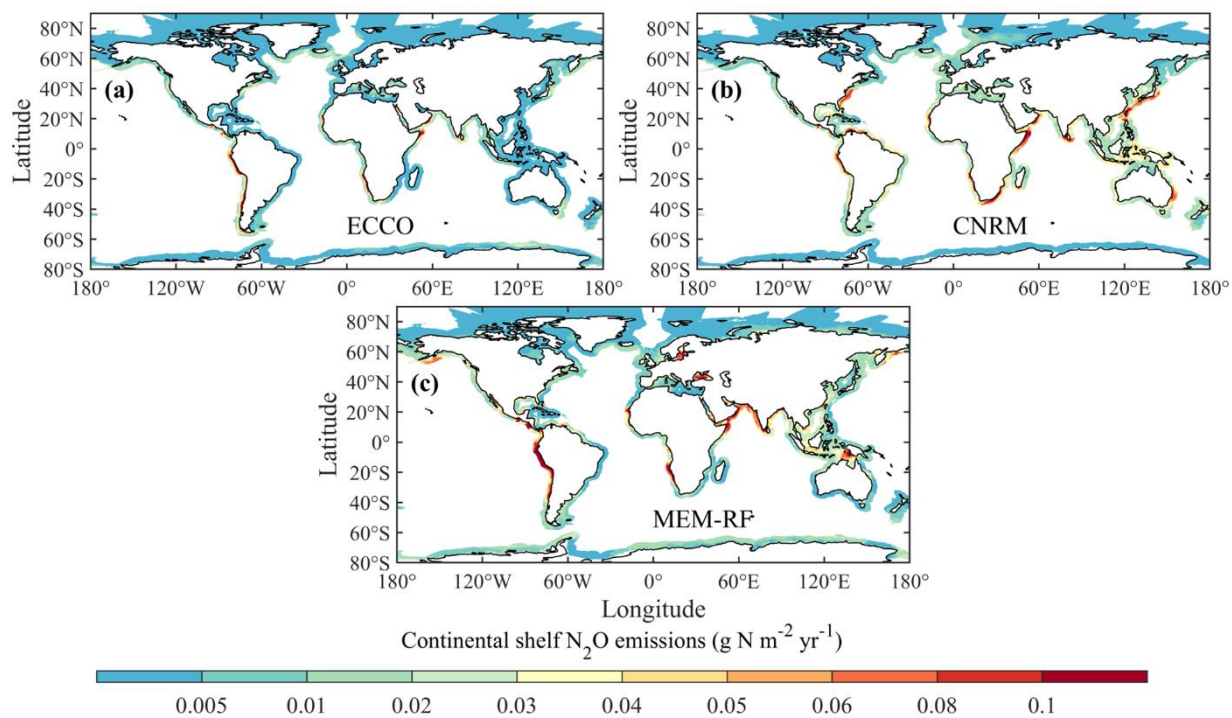 80°N
60°N
40°N
20°N
0°
20°S
40°S
60°S
80°S
Latitude
(a)
ECCO
180° 120°W 60°W 0° 60°E 120°E 180°
80°N
60°N
40°N
20°N
0°
20°S
40°S
60°S
80°S
Latitude
(b)
CNRM
180° 120°W 60°W 0° 60°E 120°E 180°
80°N
60°N
40°N
20°N
0°
20°S
40°S
60°S
80°S
Latitude
(c)
MEM-RF
180° 120°W 60°W 0° 60°E 120°E 180°
Longitude
Continental shelf N₂O emissions (g N m⁻² yr⁻¹)
0.005 0.01 0.02 0.03 0.04 0.05 0.06 0.08 0.1